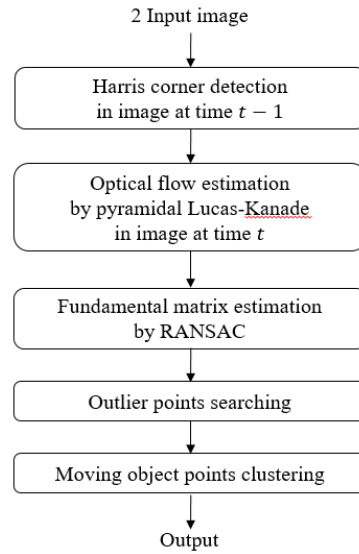 2 Input image
Harris corner detection
in image at time t − 1
Optical flow estimation
by pyramidal Lucas-Kanade
in image at time t
Fundamental matrix estimation
by RANSAC
Outlier points searching
Moving object points clustering
Output